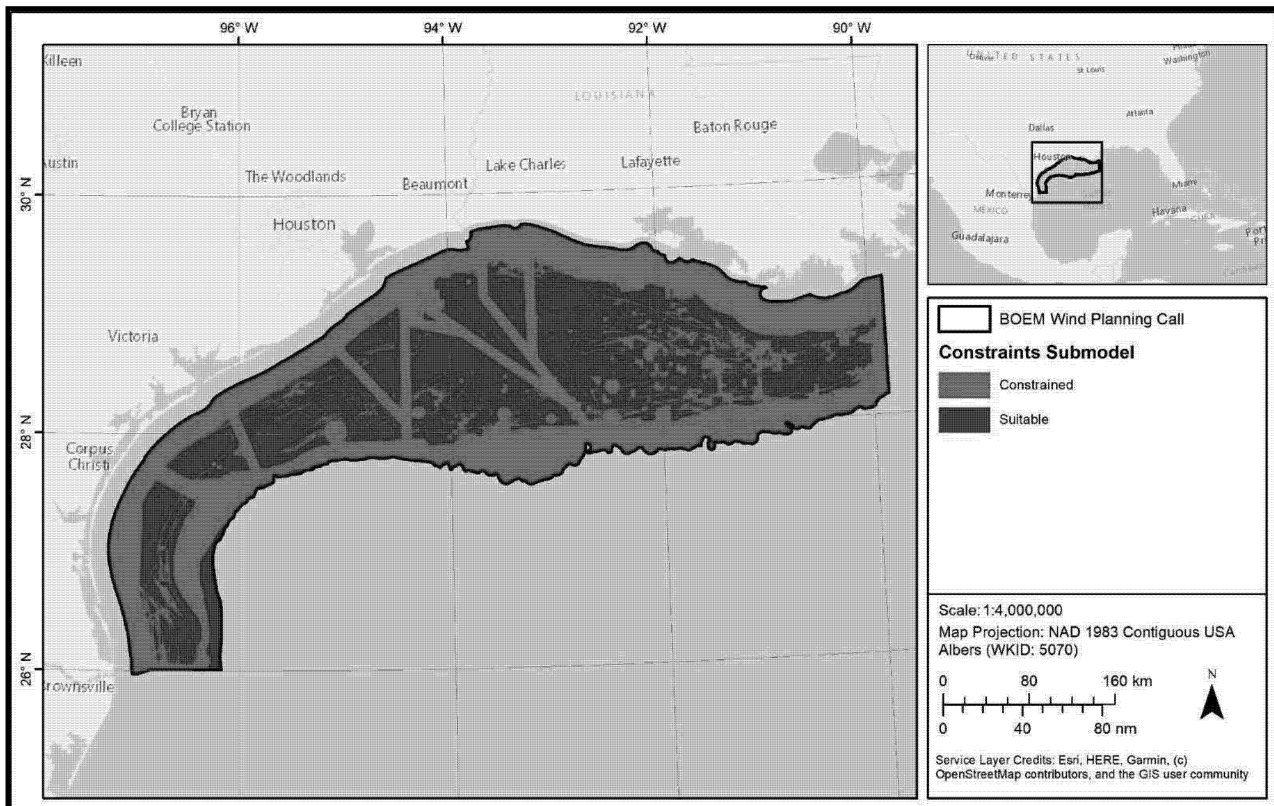 96° W
94° W
92° W
90° W
Killeen
LOUISIANA
Bryan
College Station
Baton Rouge
Austin
The Woodlands
Lake Charles
Lafayette
Beaumont
30° N
Houston
Victoria
28° N
Corpus
Christi
26° N
Brownsville
UNITED STATES
Denver
Washington
St Louis
Atlanta
Dallas
Houston
Monterrey
Miami
MÉXICO
Havana
CUBA
Guadalajara
Port
BOEM Wind Planning Call
Constraints Submodel
Constrained
Suitable
Scale: 1:4,000,000
Map Projection: NAD 1983 Contiguous USA
Albers (WKID: 5070)
0 80 160 km
0 40 80 nm
N
Service Layer Credits: Esri, HERE, Garmin, (c)
OpenStreetMap contributors, and the GIS user community